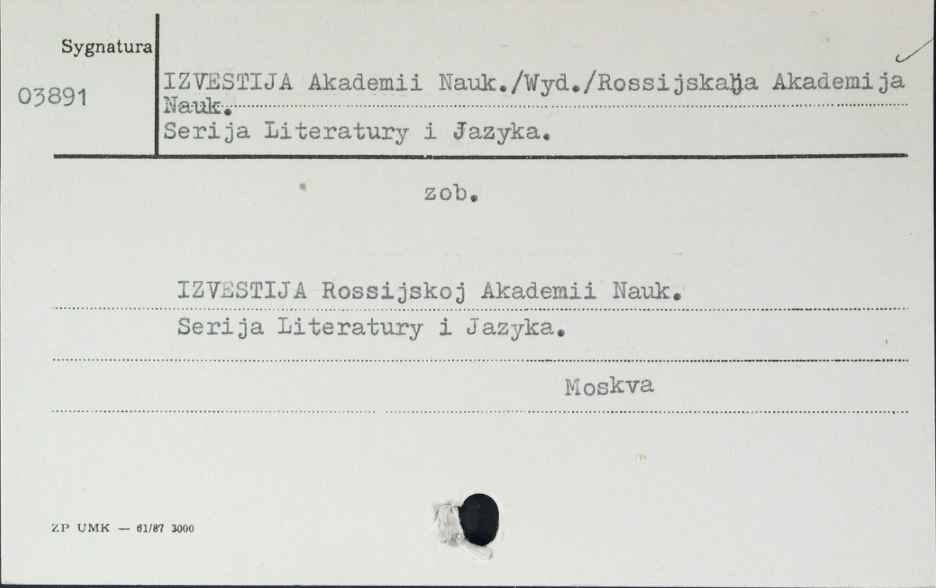 Sygnatura
03891
IZVESTIJA Akademii Nauk./Wyd./Rossijskaja Akademija
Nauk.
Serija Literatury i Jazyka.
zob.
IZVESTIJA Rossijskoj Akademii Nauk.
Serija Literatury i Jazyka.
Moskva
ZP UMK — 61/87 3000